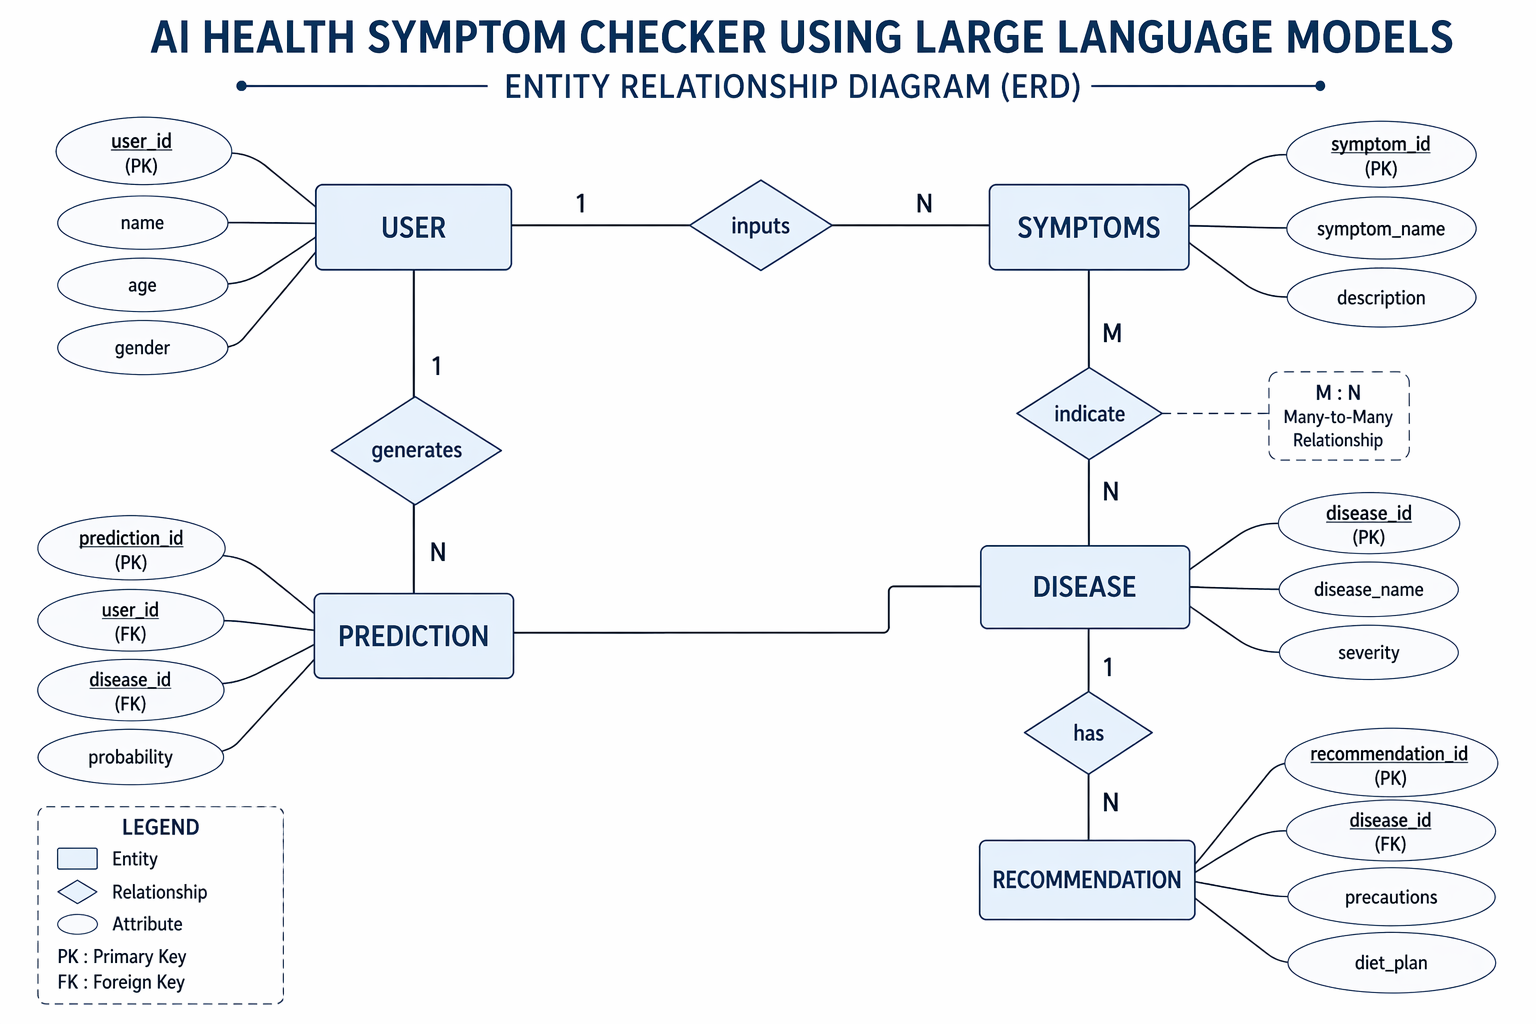 AI HEALTH SYMPTOM CHECKER USING LARGE LANGUAGE MODELS
ENTITY RELATIONSHIP DIAGRAM (ERD)
user_id
(PK)
name
age
gender
USER
1
inputs
N
SYMPTOMS
symptom_id
(PK)
symptom_name
description
1
generates
N
M
indicate
N
M : N
Many-to-Many
Relationship
prediction_id
(PK)
user_id
(FK)
disease_id
(FK)
probability
PREDICTION
DISEASE
disease_id
(PK)
disease_name
severity
1
has
N
RECOMMENDATION
recommendation_id
(PK)
disease_id
(FK)
precautions
diet_plan
LEGEND
Entity
Relationship
Attribute
PK : Primary Key
FK : Foreign Key